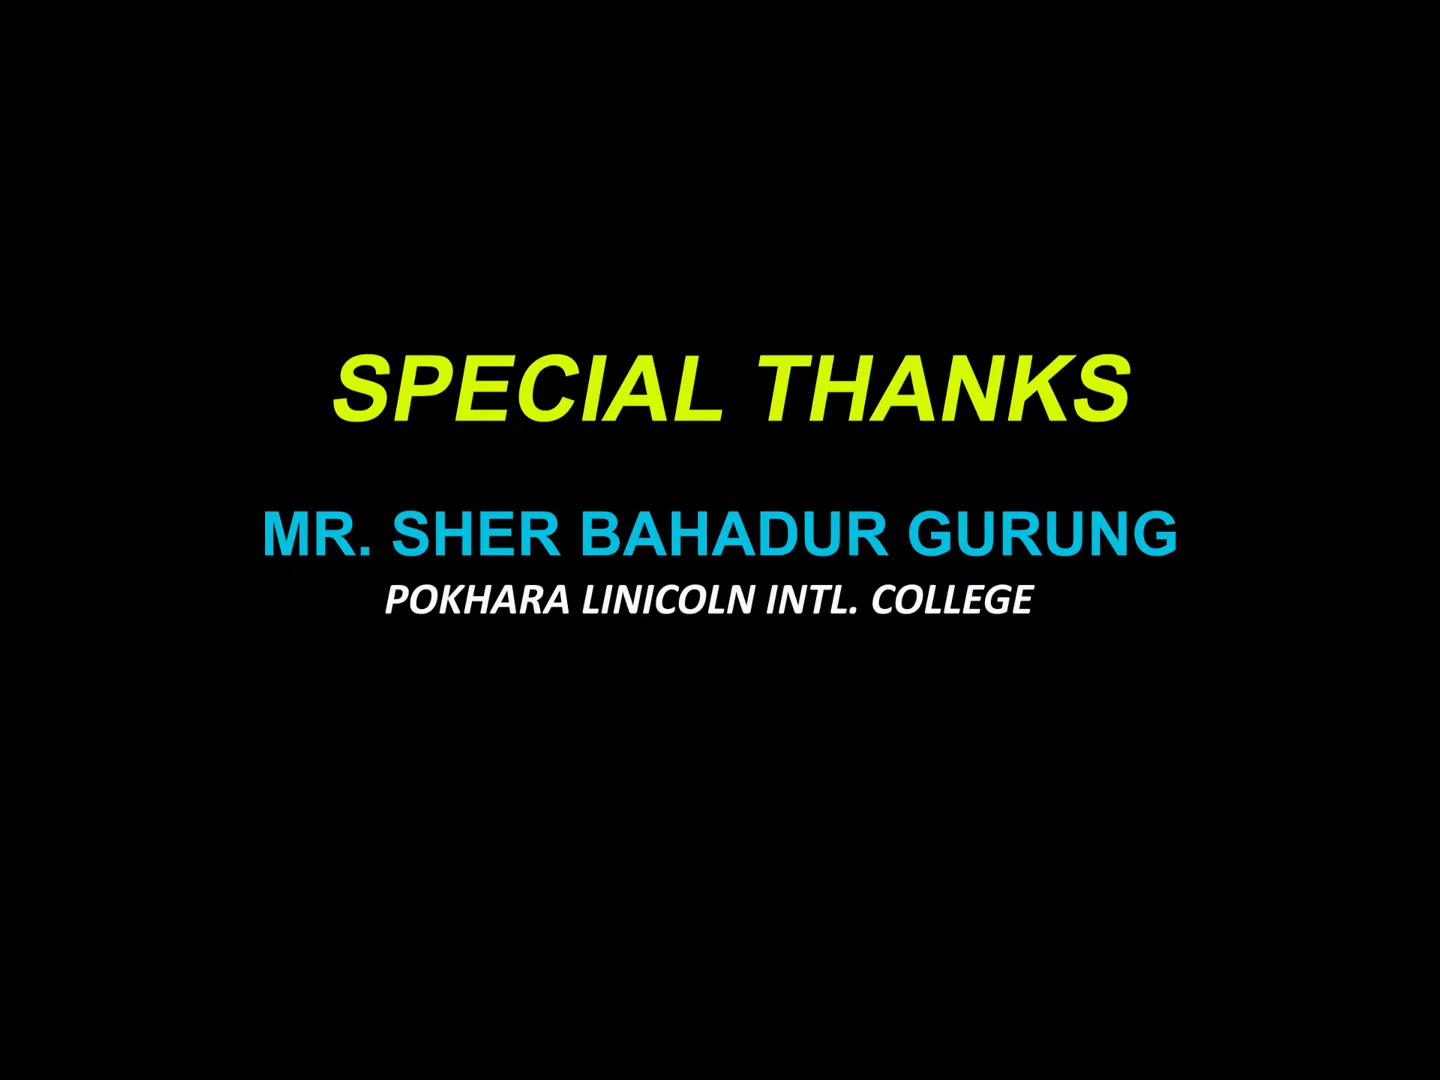 SPECIAL THANKS
MR. SHER BAHADUR GURUNG
POKHARA LINICOLN INTL. COLLEGE